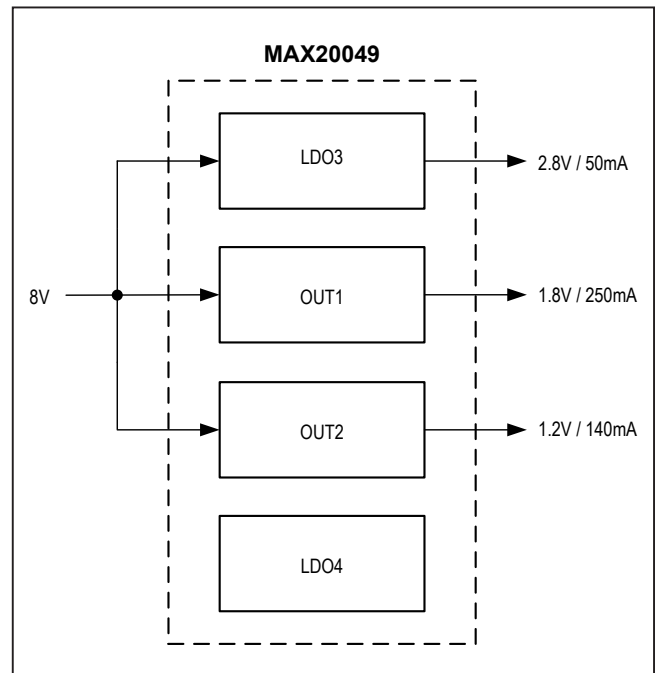 MAX20049
LDO3
2.8V / 50mA
8V
OUT1
1.8V / 250mA
OUT2
1.2V / 140mA
LDO4